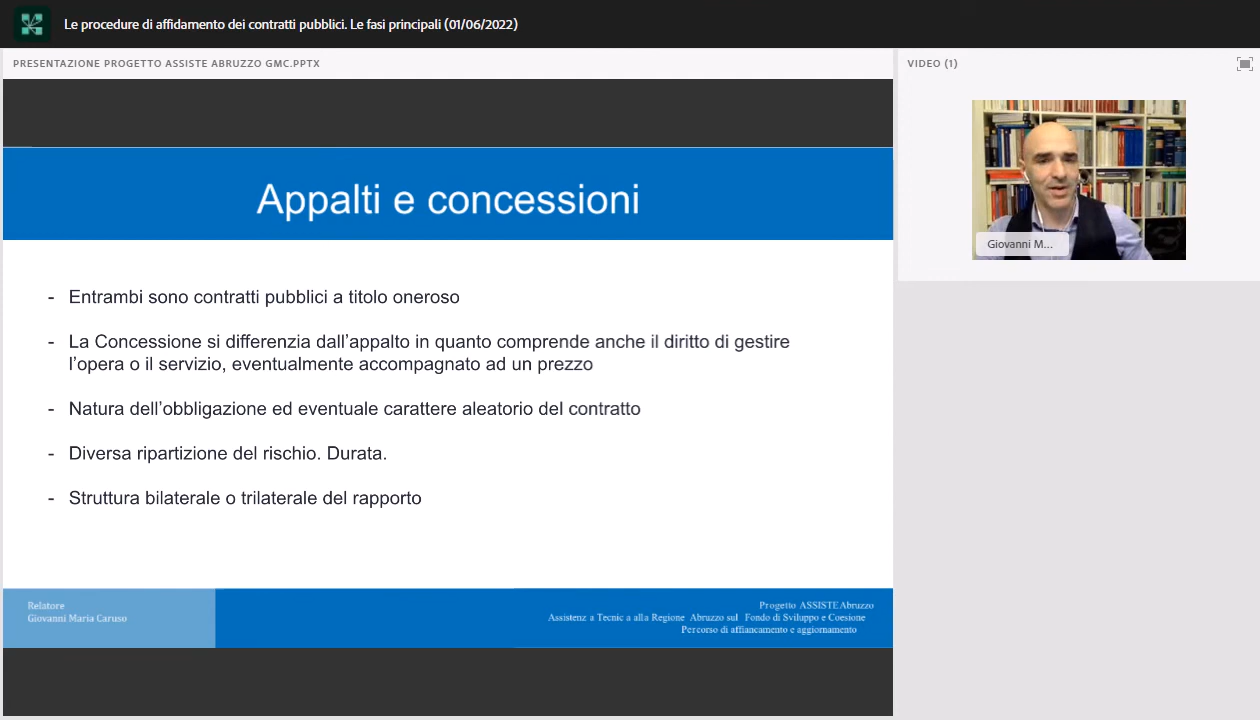 Le procedure di affidamento dei contratti pubblici. Le fasi principali (01/06/2022)
PRESENTAZIONE PROGETTO ASSISTE ABRUZZO GMC.PPTX
VIDEO (1)
Appalti e concessioni
- Entrambi sono contratti pubblici a titolo oneroso
- La Concessione si differenzia dall'appalto in quanto comprende anche il diritto di gestire
l'opera o il servizio, eventualmente accompagnato ad un prezzo
- Natura dell'obbligazione ed eventuale carattere aleatorio del contratto
- Diversa ripartizione del rischio. Durata.
- Struttura bilaterale o trilaterale del rapporto
Relatore
Giovanni Maria Caruso
Progetto ASSISTE Abruzzo
Assistenz a Tecnic a alla Regione Abruzzo sul Fondo di Sviluppo e Coesione
Percorso di affiancamento e aggiornamento
Giovanni M...